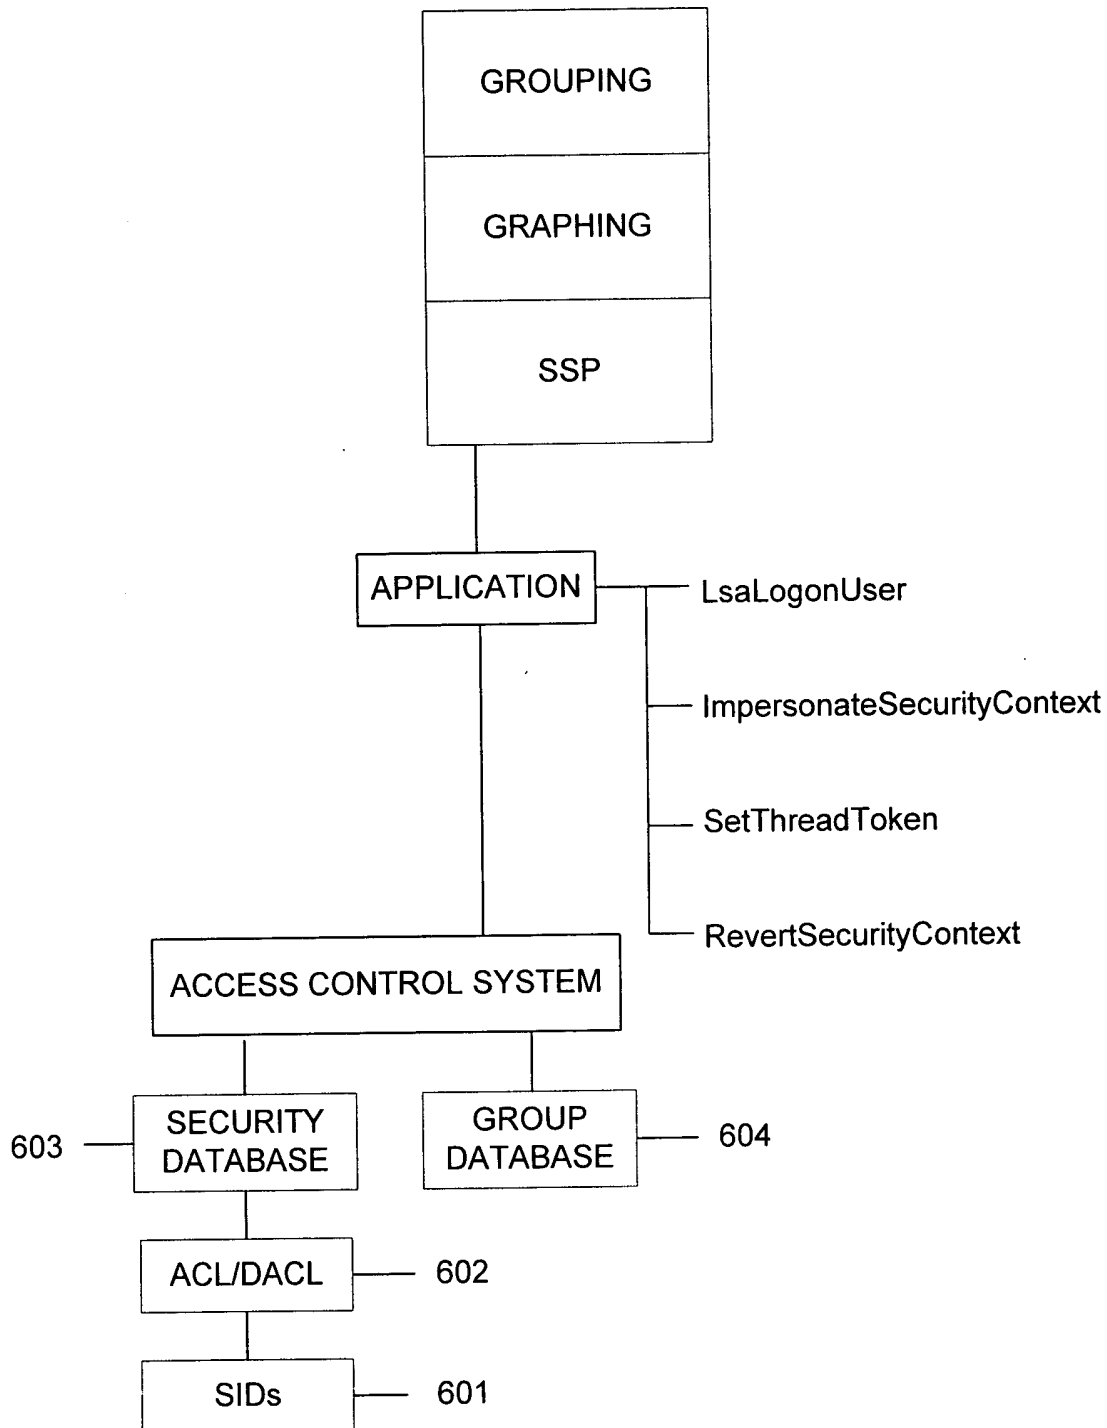 GROUPING
GRAPHING
SSP
APPLICATION
LsaLogonUser
ImpersonateSecurityContext
SetThreadToken
RevertSecurityContext
ACCESS CONTROL SYSTEM
603
SECURITY
DATABASE
GROUP
DATABASE
604
ACL/DACL
602
SIDs
601